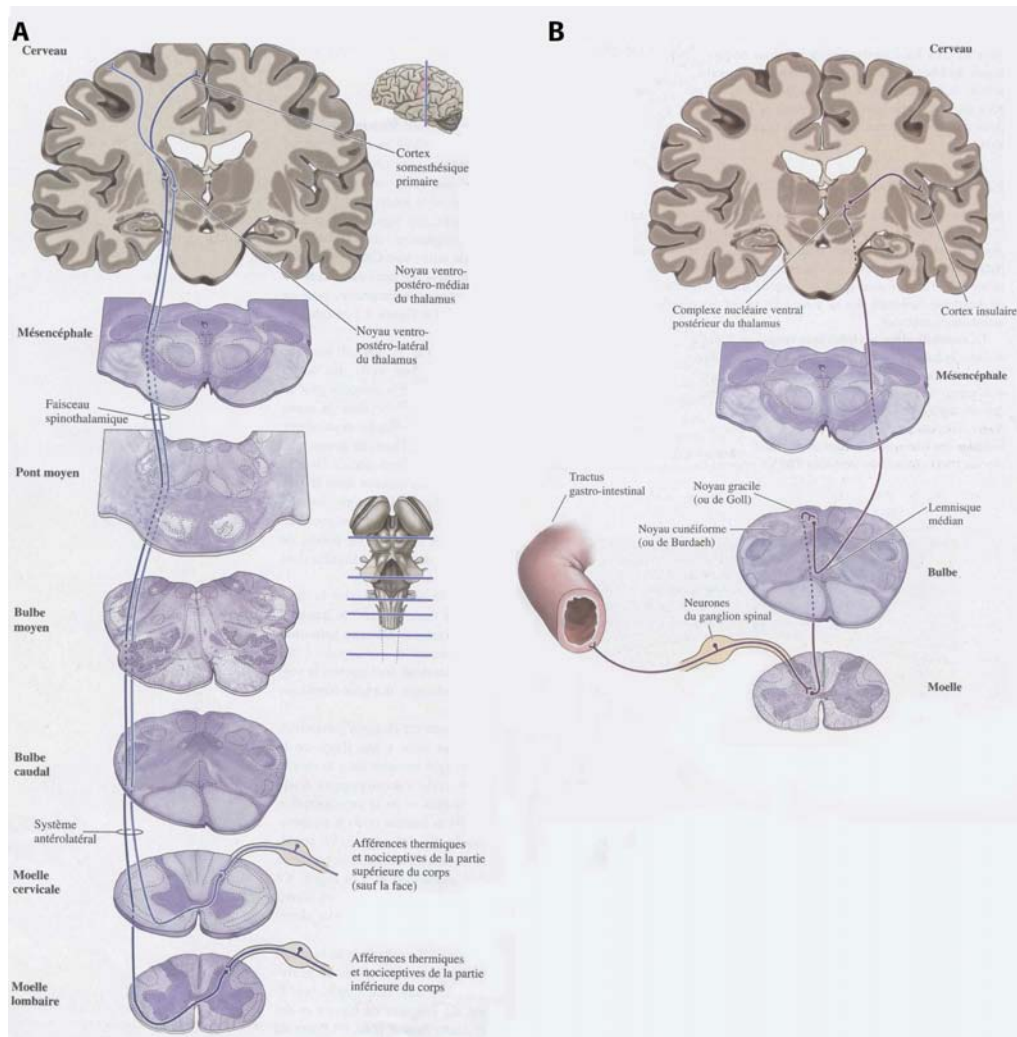 A
Cerveau
Cortex
somesthésique
primaire
Noyau ventro-
postéro-médian
du thalamus
Noyau ventro-
postéro-latéral
du thalamus
Mésencéphale
Faisceau
spinothalamique
Pont moyen
Bulbe
moyen
Bulbe
caudal
Système
antérolatéral
Moelle
cervicale
Afférences thermiques
et nociceptives de la partie
supérieure du corps
(sauf la face)
Moelle
lombaire
Afférences thermiques
et nociceptives de la partie
inférieure du corps
B
Cerveau
Complexe nucléaire ventral
postérieur du thalamus
Cortex insulaire
Mésencéphale
Tractus
gastro-intestinal
Noyau gracile
(ou de Goll)
Noyau cunéiforme
(ou de Burdaeh)
Lemnisque
médian
Bulbe
Neurones
du ganglion spinal
Moelle